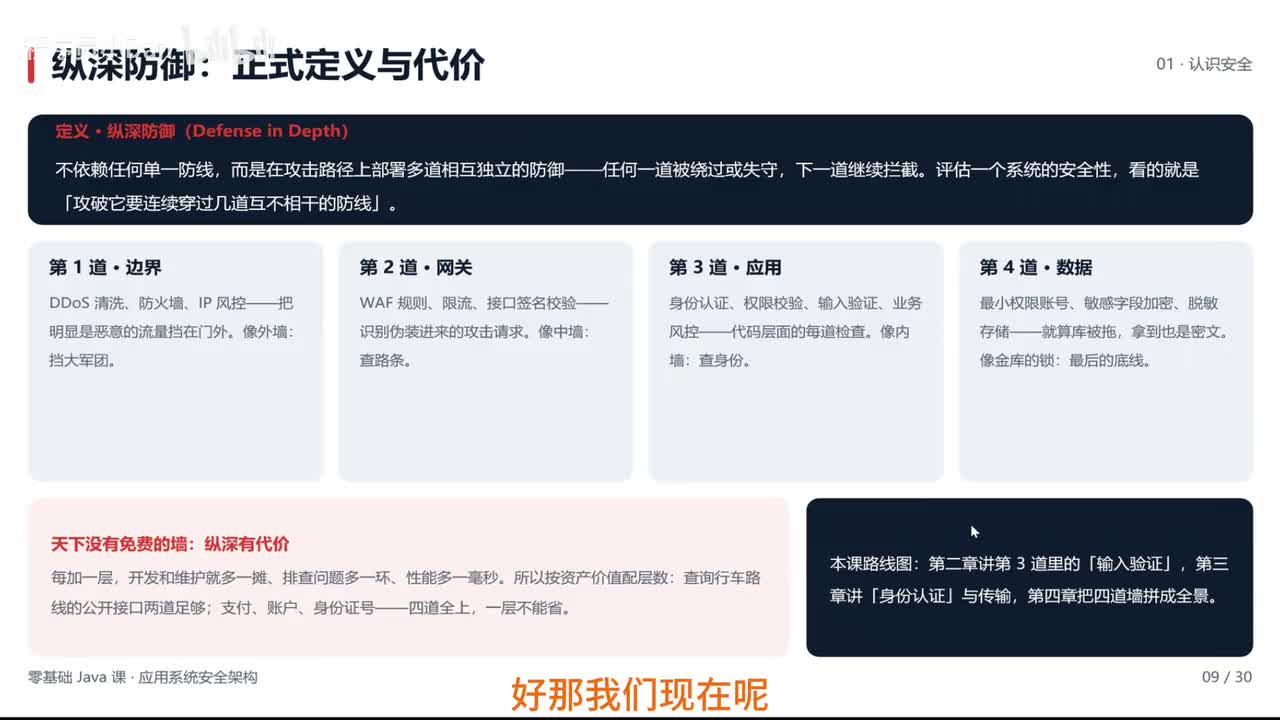 纵深防御：正式定义与代价
01 · 认识安全
定义 · 纵深防御（Defense in Depth）
不依赖任何单一防线，而是在攻击路径上部署多道相互独立的防御——任何一道被绕过或失守，下一道继续拦截。评估一个系统的安全性，看的就是
「攻破它要连续穿过几道互不相干的防线」。
第 1 道 · 边界
DDoS 清洗、防火墙、IP 风控——把
明显是恶意的流量挡在门外。像外墙：
挡大军团。
第 2 道 · 网关
WAF 规则、限流、接口签名校验——
识别伪装进来的攻击请求。像中墙：
查路条。
第 3 道 · 应用
身份认证、权限校验、输入验证、业务
风控——代码层面的每道检查。像内
墙：查身份。
第 4 道 · 数据
最小权限账号、敏感字段加密、脱敏
存储——就算库被拖，拿到也是密文。
像金库的锁：最后的底线。
天下没有免费的墙：纵深有代价
每加一层，开发和维护就多一摊、排查问题多一环、性能多一毫秒。所以按资产价值配层数：查询行车路
线的公开接口两道足够；支付、账户、身份证号——四道全上，一层不能省。
本课路线图：第二章讲第 3 道里的「输入验证」，第三
章讲「身份认证」与传输，第四章把四道墙拼成全景。
零基础 Java 课 · 应用系统安全架构
09 / 30
好那我们现在呢